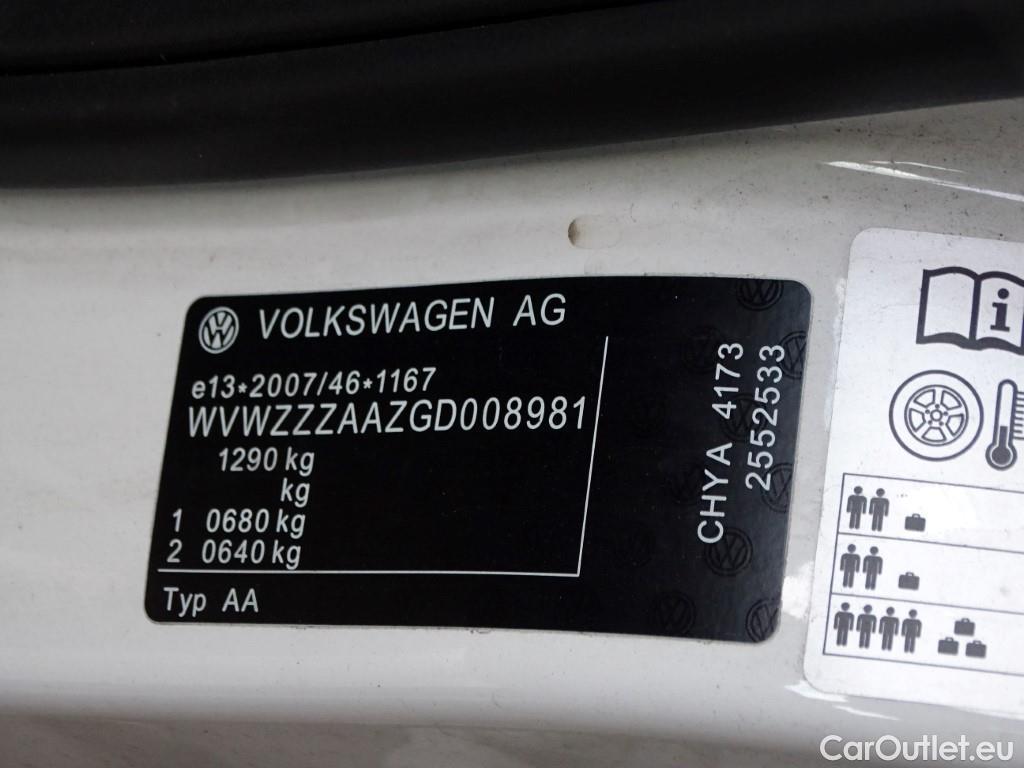 VOLKSWAGEN AG
e13*2007/46*1167
WVWZZZAAZGD008981
1290 kg
kg
1 0680 kg
2 0640 kg
Typ AA
CHYA 4173
2552533
i
CarOutlet.eu